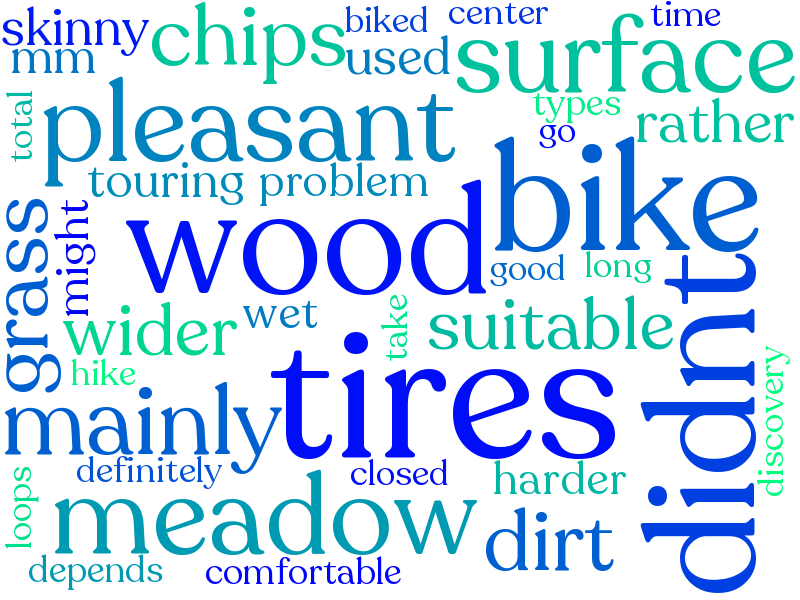 skinny
chips
biked
center
time
mm
used
surface
total
pleasant
types
go
rather
touring
problem
bike
grass
might
wood
good
long
didnt
wider
wet
take
suitable
hike
tires
discovery
mainly
definitely
closed
harder
loops
meadow
dirt
depends
comfortable